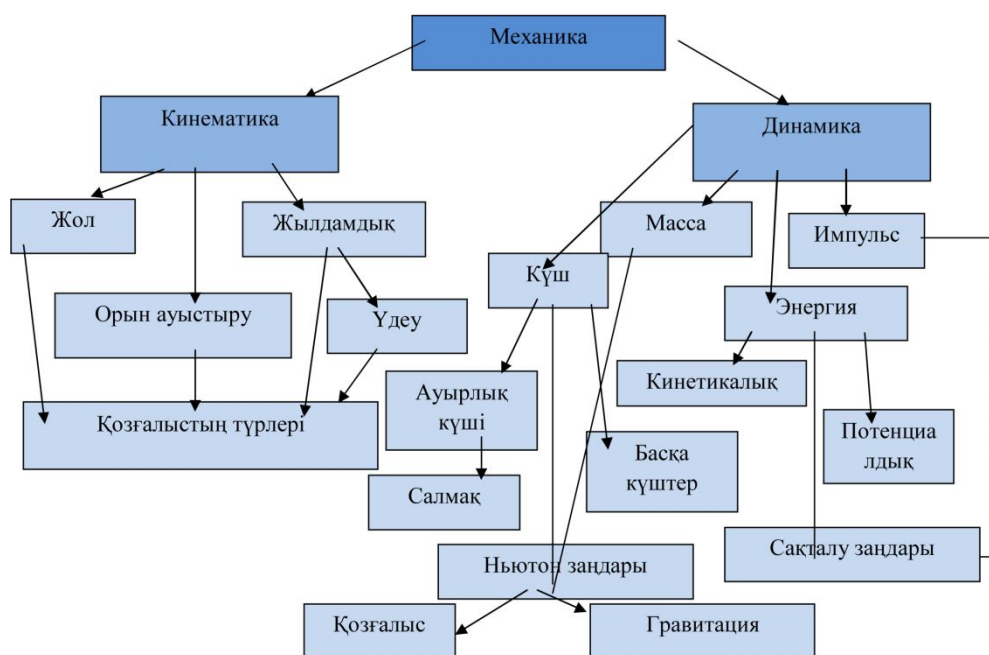 Механика
Кинематика
Динамика
Жол
Жылдамдық
Масса
Импульс
Күш
Орын ауыстыру
Үдеу
Энергия
Ауырлық
күші
Кинетикалық
Қозғалыстың түрлері
Потенциа
лдық
Басқа
күштер
Салмақ
Сақталу заңдары
Ньютон заңдары
Қозғалыс
Гравитация